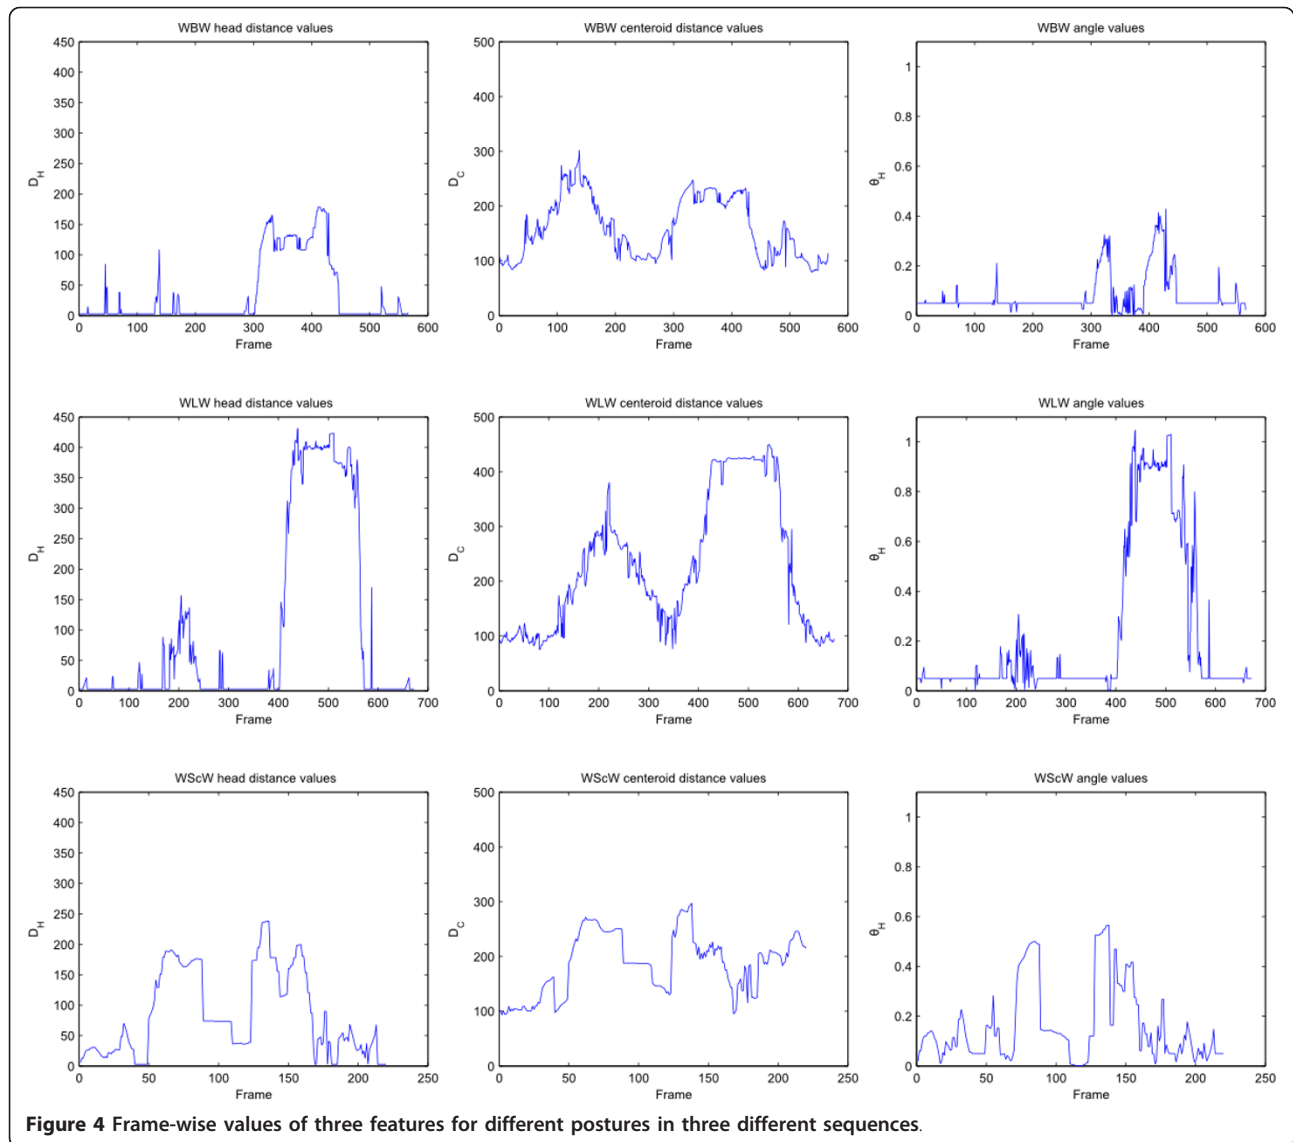 WBW head distance values
450
400
350
300
250
200
150
100
50
0
D_H
0 100 200 300 400 500 600
Frame
WBW centeroid distance values
500
400
300
200
100
0
D_C
0 100 200 300 400 500 600
Frame
WBW angle values
1
0.8
0.6
0.4
0.2
0
θ_H
0 100 200 300 400 500 600
Frame
WLW head distance values
450
400
350
300
250
200
150
100
50
0
D_H
0 100 200 300 400 500 600 700
Frame
WLW centeroid distance values
500
400
300
200
100
0
D_C
0 100 200 300 400 500 600 700
Frame
WLW angle values
1
0.8
0.6
0.4
0.2
0
θ_H
0 100 200 300 400 500 600 700
Frame
WScW head distance values
450
400
350
300
250
200
150
100
50
0
D_H
0 50 100 150 200 250
Frame
WScW centeroid distance values
500
400
300
200
100
0
D_C
0 50 100 150 200 250
Frame
WScW angle values
1
0.8
0.6
0.4
0.2
0
θ_H
0 50 100 150 200 250
Frame
Figure 4 Frame-wise values of three features for different postures in three different sequences.